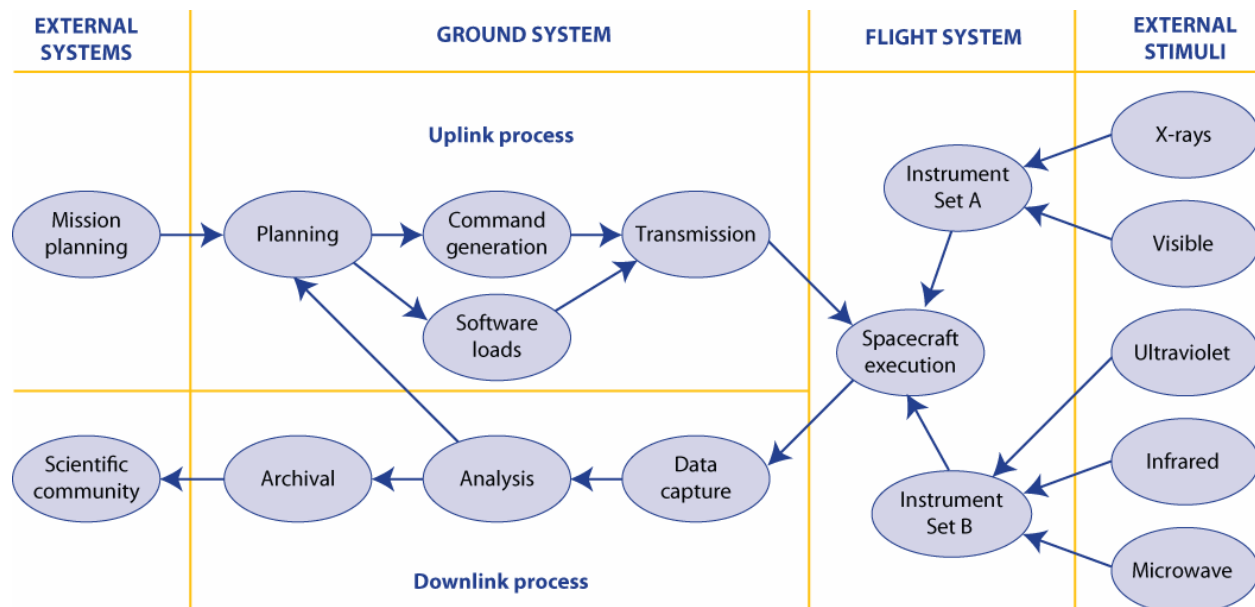 EXTERNAL
SYSTEMS
GROUND SYSTEM
FLIGHT SYSTEM
EXTERNAL
STIMULI
Uplink process
Mission
planning
Planning
Command
generation
Software
loads
Transmission
Instrument
Set A
X-rays
Visible
Spacecraft
execution
Ultraviolet
Scientific
community
Archival
Analysis
Data
capture
Instrument
Set B
Infrared
Microwave
Downlink process